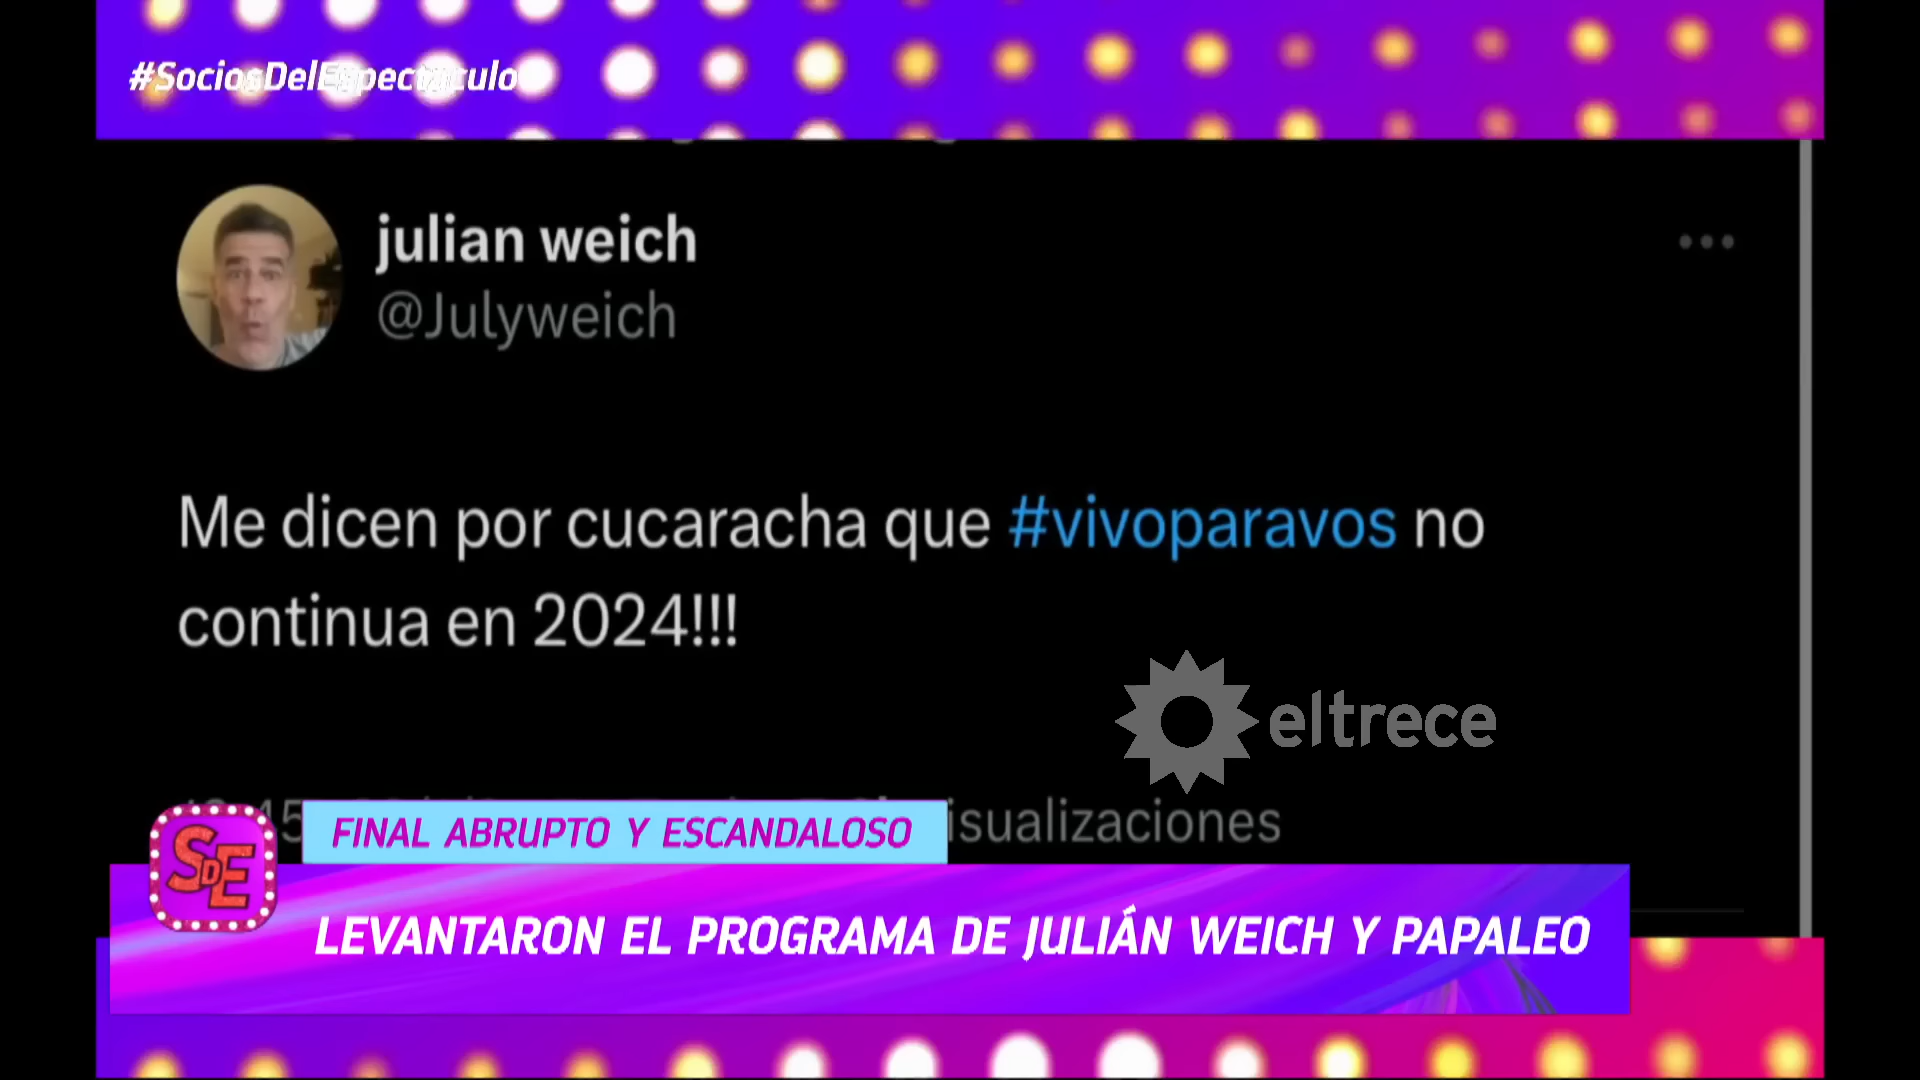 #SociosDelEspectáculo
julian weich
@Julyweich
Me dicen por cucaracha que #vivoparavos no
continua en 2024!!!
eltrece
SDE
FINAL ABRUPTO Y ESCANDALOSO
LEVANTARON EL PROGRAMA DE JULIÁN WEICH Y PAPALEO